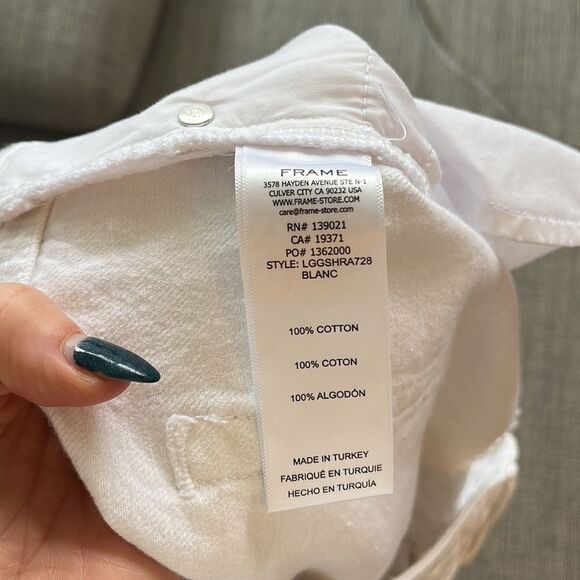 FRAME
3578 HAYDEN AVENUE STE N-1
CULVER CITY CA 90232 USA
WWW.FRAME-STORE.COM
care@frame-store.com
RN# 139021
CA# 19371
PO# 1362000
STYLE: LGGSHRA728
BLANC
100% COTTON
100% COTON
100% ALGODÓN
MADE IN TURKEY
FABRIQUÉ EN TURQUIE
HECHO EN TURQUÍA